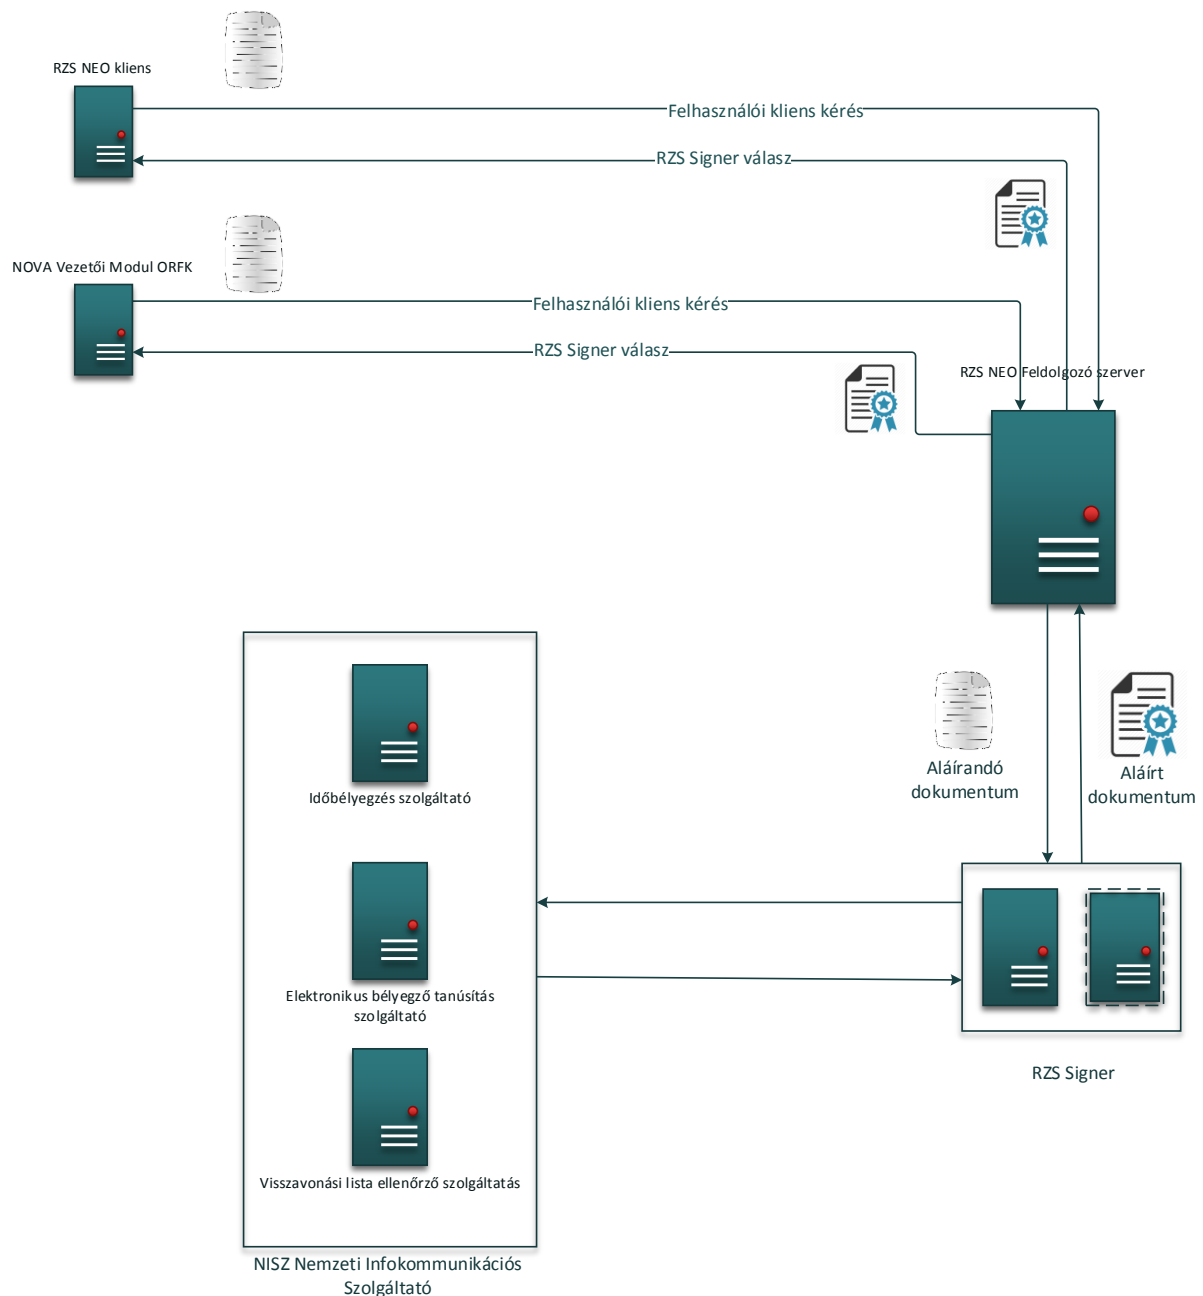 RZS NEO kliens
Felhasználói kliens kérés
RZS Signer válasz
NOVA Vezetői Modul ORFK
Felhasználói kliens kérés
RZS Signer válasz
RZS NEO Feldolgozó szerver
Aláírandó
dokumentum
Aláírt
dokumentum
Időbélyegzés szolgáltató
Elektronikus bélyegző tanúsítás
szolgáltató
RZS Signer
Visszavonási lista ellenőrző szolgáltatás
NISZ Nemzeti Infokommunikációs
Szolgáltató